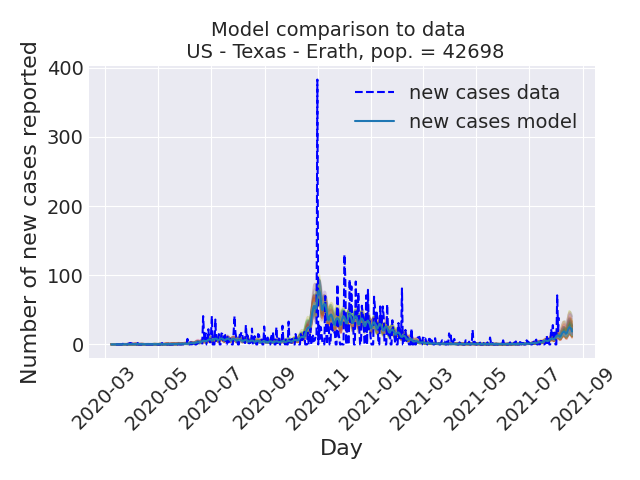 Model comparison to data
US - Texas - Erath, pop. = 42698
Number of new cases reported
400
300
200
100
0
new cases data
new cases model
2020-03
2020-05
2020-07
2020-09
2020-11
2021-01
2021-03
2021-05
2021-07
2021-09
Day